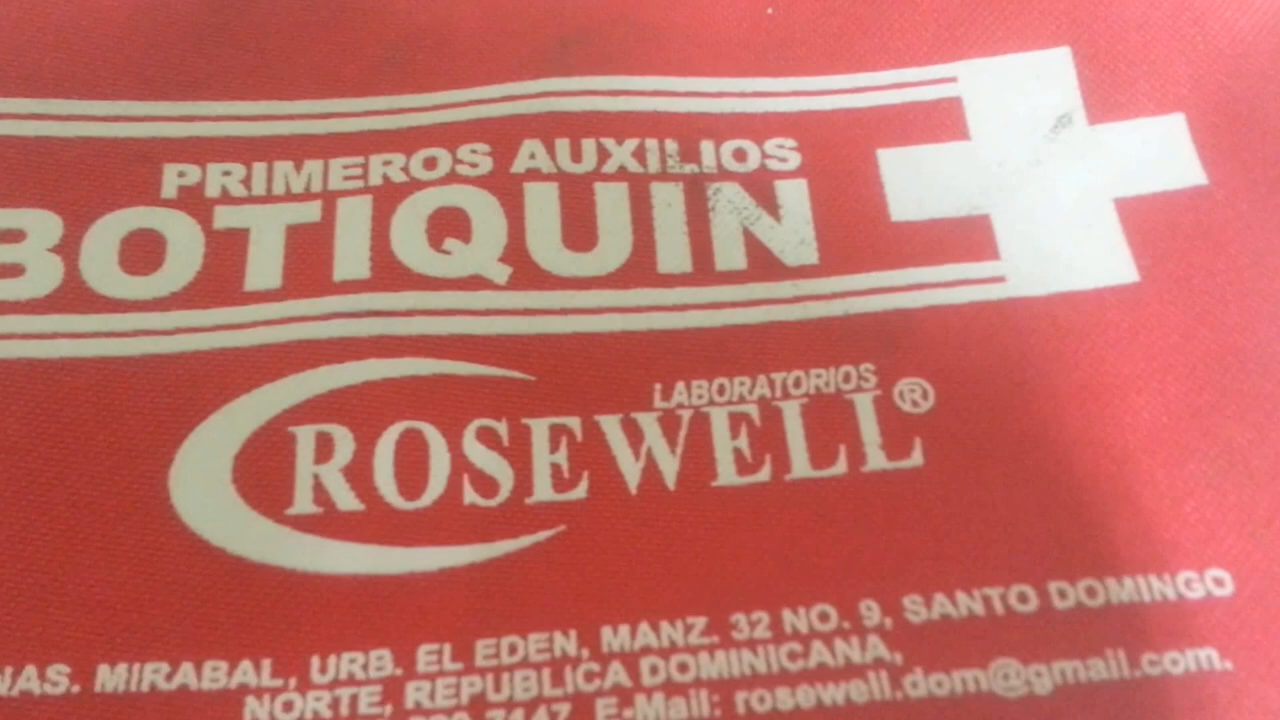 PRIMEROS AUXILIOS
BOTIQUIN
LABORATORIOS
ROSEWELL®
MIRABAL, URB. EL EDEN, MANZ. 32 NO. 9, SANTO DOMINGO
NORTE, REPUBLICA DOMINICANA,
7447 E-Mail: rosewell.dom@gmail.com.